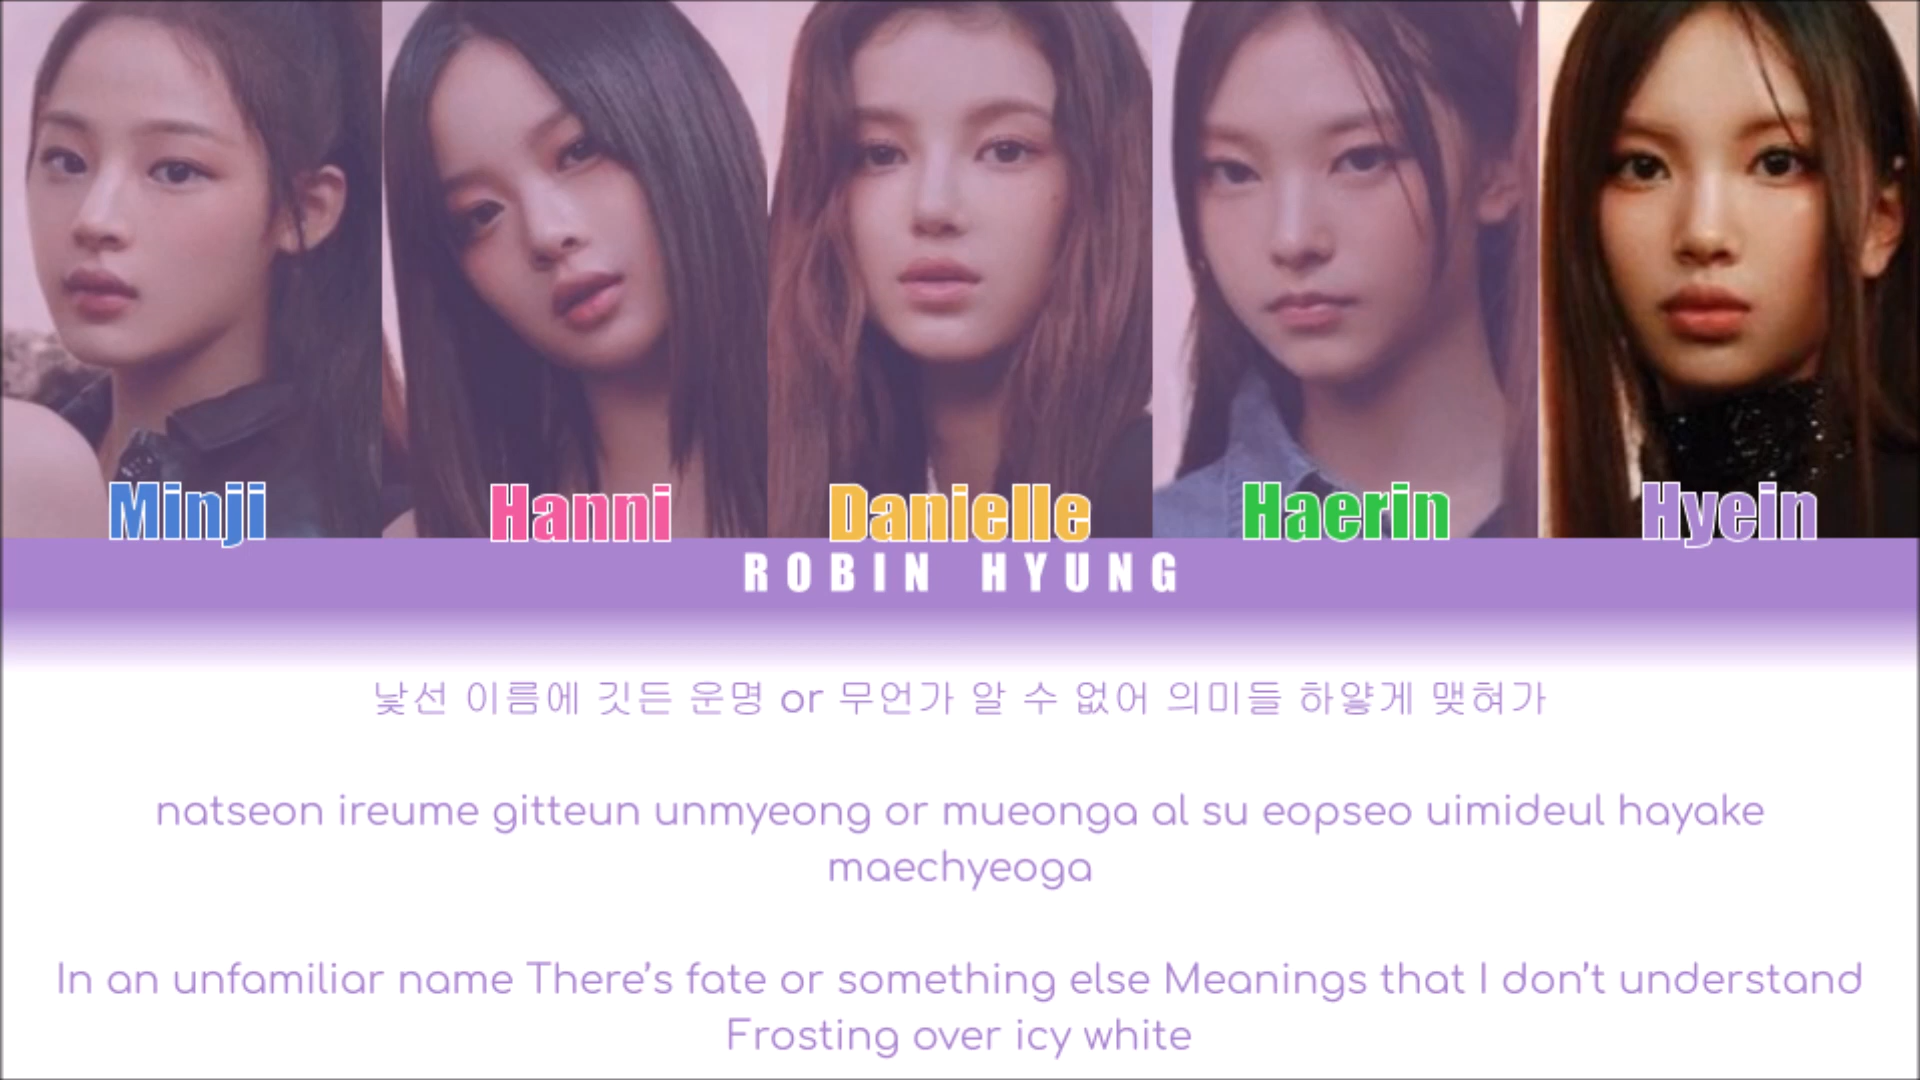 Minji Hanni Danielle Haerin Hyein
ROBIN HYUNG
낯선 이름에 깃든 운명 or 무언가 알 수 없어 의미들 하얗게 맺혀가
natseon ireume gitteun unmyeong or mueonga al su eopseo uimideul hayake
maechyeoga
In an unfamiliar name There's fate or something else Meanings that I don't understand
Frosting over icy white